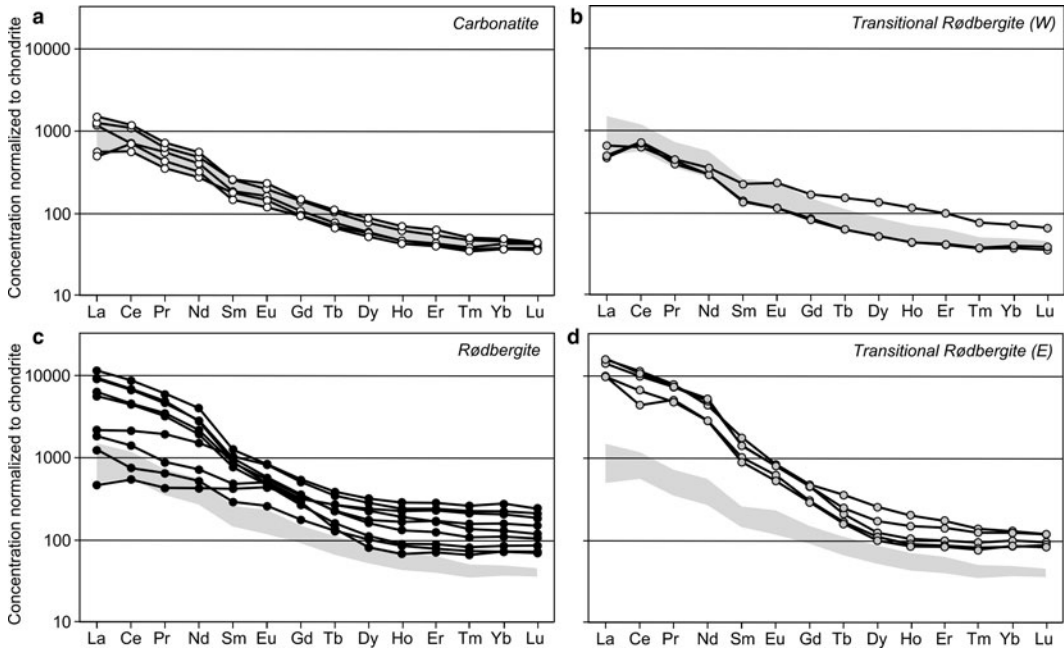 a Carbonatite
b Transitional Rødbergite (W)
Concentration normalized to chondrite
10000
1000
100
10
La Ce Pr Nd Sm Eu Gd Tb Dy Ho Er Tm Yb Lu
La Ce Pr Nd Sm Eu Gd Tb Dy Ho Er Tm Yb Lu
c Rødbergite
d Transitional Rødbergite (E)
Concentration normalized to chondrite
10000
1000
100
10
La Ce Pr Nd Sm Eu Gd Tb Dy Ho Er Tm Yb Lu
La Ce Pr Nd Sm Eu Gd Tb Dy Ho Er Tm Yb Lu